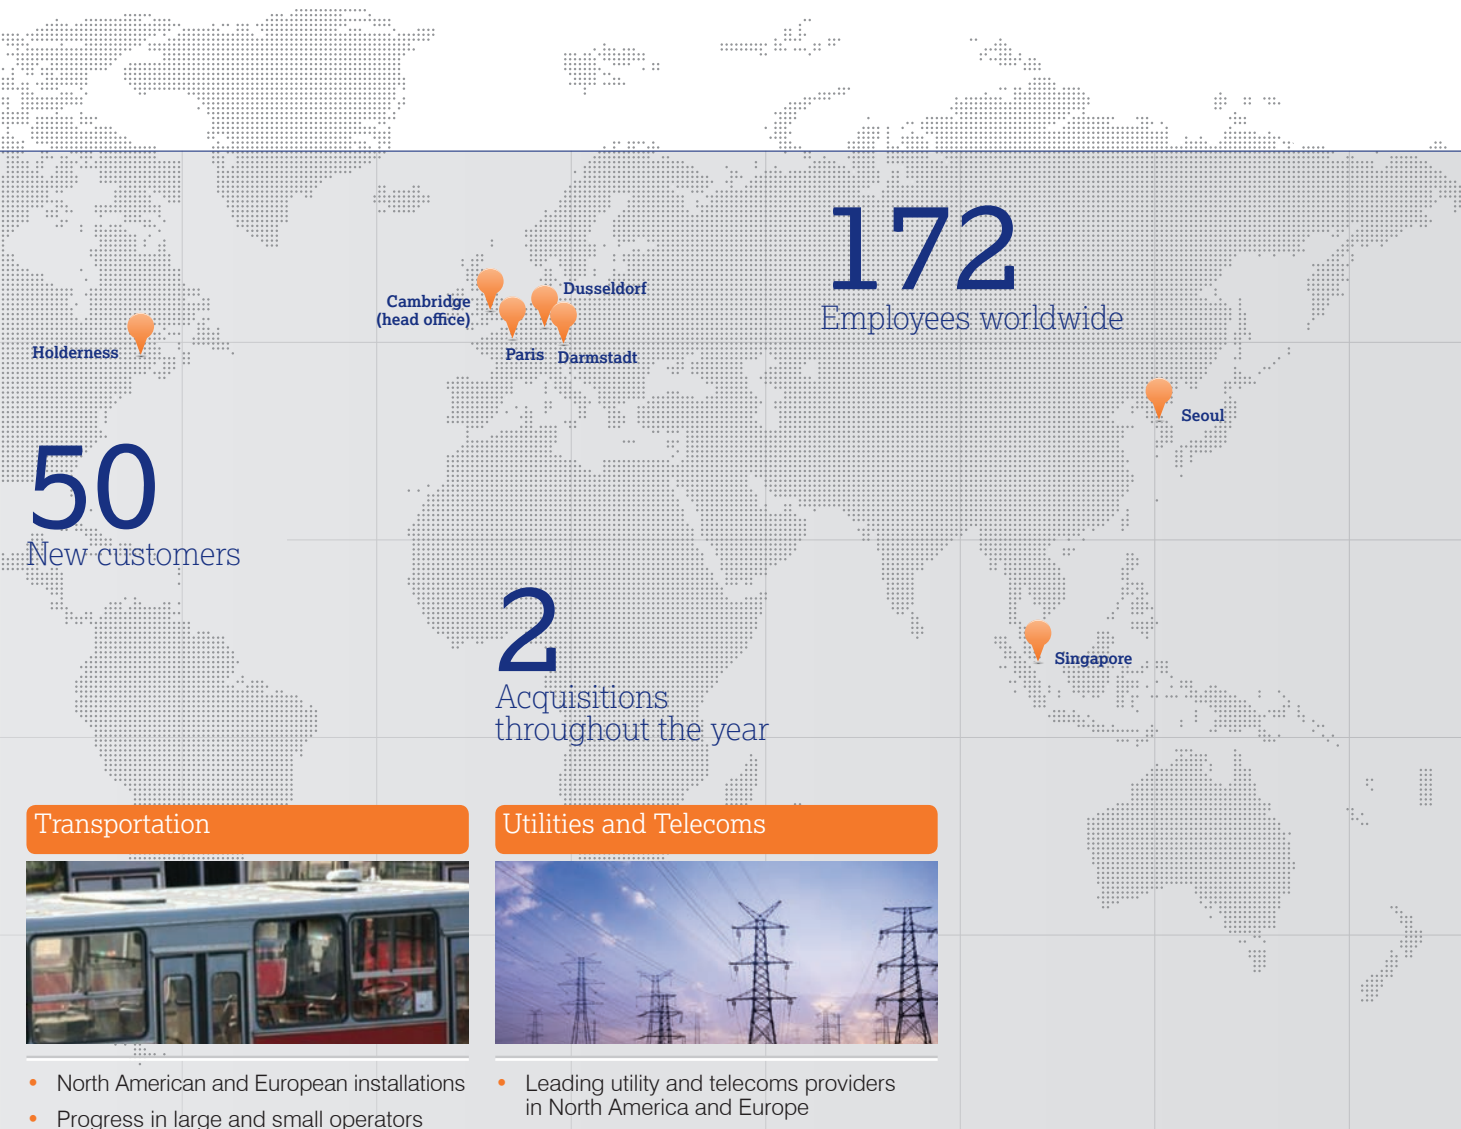 172
Employees worldwide
Cambridge
(head office)
Dusseldorf
Holderness
Paris
Darmstadt
Seoul
50
New customers
2
Acquisitions
throughout the year
Singapore
Transportation
• North American and European installations
• Progress in large and small operators
Utilities and Telecoms
• Leading utility and telecoms providers
in North America and Europe